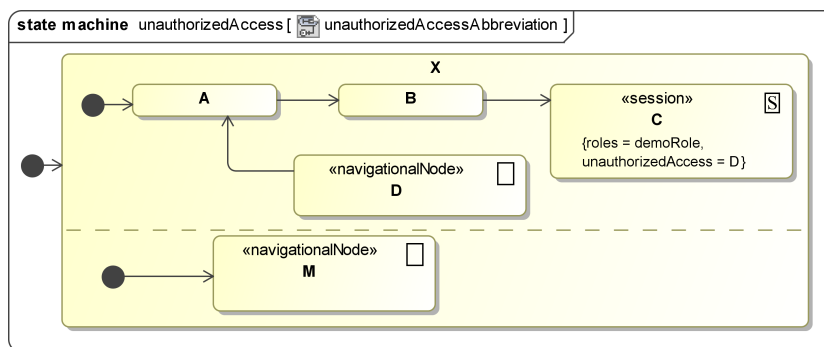 state machine unauthorizedAccess [ unauthorizedAccessAbbreviation ]
X
A
B
«session»
S
C
{roles = demoRole,
unauthorizedAccess = D}
«navigationalNode»
D
«navigationalNode»
M